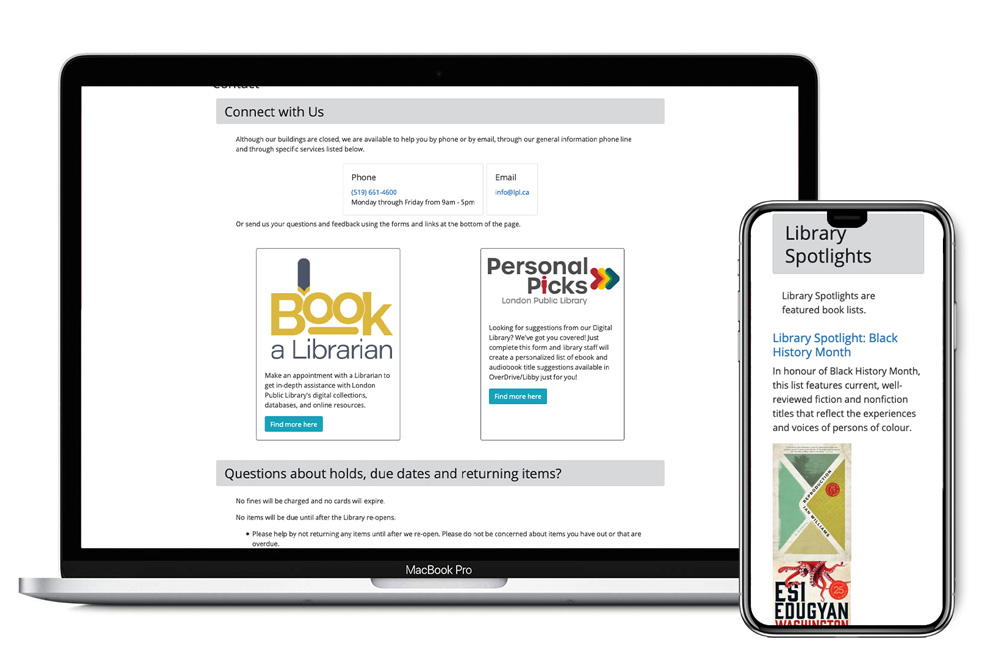 Contact
Connect with Us
Although our buildings are closed, we are available to help you by phone or by email, through our general information phone line
and through specific services listed below.
Phone
(519) 661-4600
Monday through Friday from 9am - 5pm
Email
info@lpl.ca
Or send us your questions and feedback using the forms and links at the bottom of the page.
Book
a Librarian
Make an appointment with a Librarian to
get in-depth assistance with London
Public Library's digital collections,
databases, and online resources.
Find more here
Personal
Picks
London Public Library
Looking for suggestions from our Digital
Library? We've got you covered! Just
complete this form and library staff will
create a personalized list of ebook and
audiobook title suggestions available in
OverDrive/Libby just for you!
Find more here
Questions about holds, due dates and returning items?
No fines will be charged and no cards will expire.
No items will be due until after the Library re-opens.
• Please help by not returning any items until after we re-open. Please do not be concerned about items you have out or that are
overdue.
MacBook Pro
Library
Spotlights
Library Spotlights are
featured book lists.
Library Spotlight: Black
History Month
In honour of Black History Month,
this list features current, well-
reviewed fiction and nonfiction
titles that reflect the experiences
and voices of persons of colour.
REPRODUCTION
IAN WILLIAMS
ESI
EDUGYAN
WASHINGTON
25